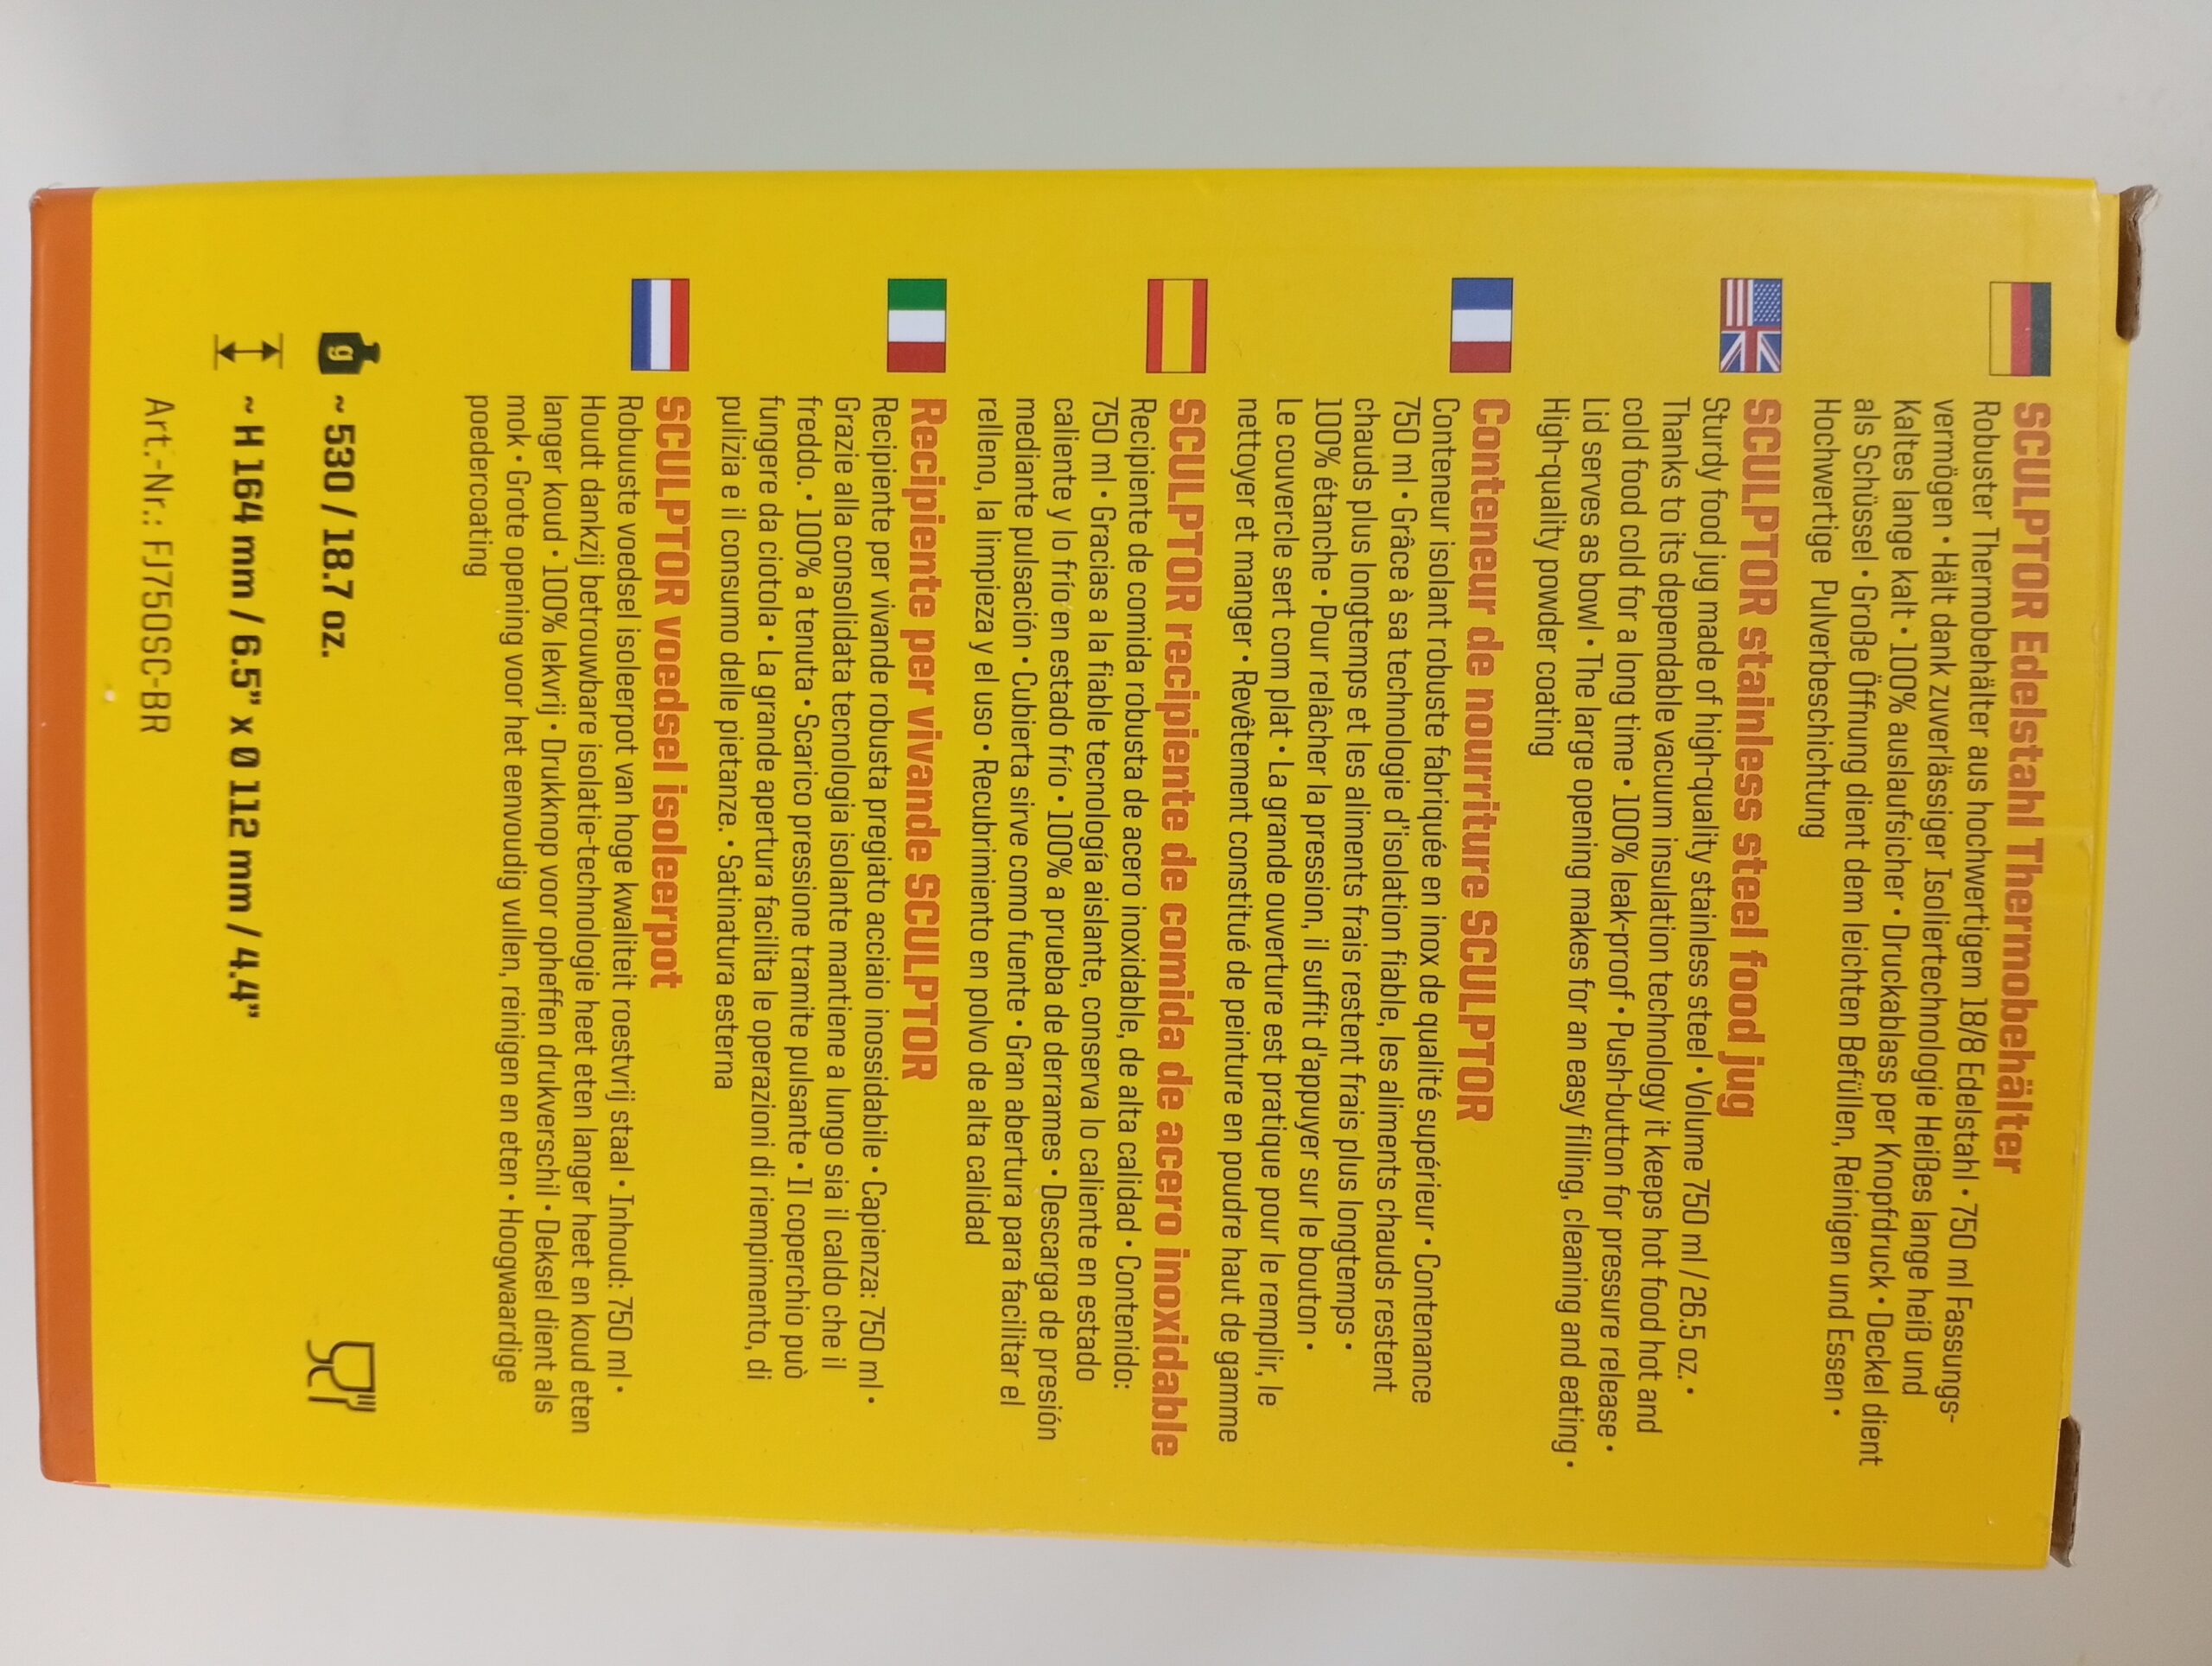 SCULPTOR Edelstahl Thermobehälter
Robuster Thermobehälter aus hochwertigem 18/8 Edelstahl • 750 ml Fassungs-
vermögen • Hält dank zuverlässiger Isoliertechnologie Heißes lange heiß und
Kaltes lange kalt • 100% auslaufsicher • Druckablass per Knopfdruck • Deckel dient
als Schüssel • Große Öffnung dient dem leichten Befüllen, Reinigen und Essen •
Hochwertige Pulverbeschichtung
SCULPTOR stainless steel food jug
Sturdy food jug made of high-quality stainless steel • Volume 750 ml / 26.5 oz. •
Thanks to its dependable vacuum insulation technology it keeps hot food hot and
cold food cold for a long time • 100% leak-proof • Push-button for pressure release •
Lid serves as bowl • The large opening makes for an easy filling, cleaning and eating •
High-quality powder coating
Conteneur de nourriture SCULPTOR
Conteneur isolant robuste fabriquée en inox de qualité supérieur • Contenance
750 ml • Grâce à sa technologie d'isolation fiable, les aliments chauds restent
chauds plus longtemps et les aliments frais restent frais plus longtemps •
100% étanche • Pour relâcher la pression, il suffit d'appuyer sur le bouton •
Le couvercle sert com plat • La grande ouverture est pratique pour le remplir, le
nettoyer et manger • Revêtement constitué de peinture en poudre haut de gamme
SCULPTOR recipiente de comida de acero inoxidable
Recipiente de comida robusta de acero inoxidable, de alta calidad • Contenido:
750 ml • Gracias a la fiable tecnología aislante, conserva lo caliente en estado
caliente y lo frío en estado frío • 100% a prueba de derrames • Descarga de presión
mediante pulsación • Cubierta sirve como fuente • Gran abertura para facilitar el
relleno, la limpieza y el uso • Recubrimiento en polvo de alta calidad
Recipiente per vivande SCULPTOR
Recipiente per vivande robusta pregiato acciaio inossidabile • Capienza: 750 ml •
Grazie alla consolidata tecnologia isolante mantiene a lungo sia il caldo che il
freddo. • 100% a tenuta • Scarico pressione tramite pulsante • Il coperchio può
fungere da ciotola • La grande apertura facilita le operazioni di riempimento, di
pulizia e il consumo delle pietanze. • Satinatura esterna
SCULPTOR voedsel isoleerpot
Robuuste voedsel isoleerpot van hoge kwaliteit roestvrij staal • Inhoud: 750 ml •
Houdt dankzij betrouwbare isolatie-technologie heet eten langer heet en koud eten
langer koud • 100% lekvrij • Drukknop voor opheffen drukverschil • Deksel dient als
mok • Grote opening voor het eenvoudig vullen, reinigen en eten • Hoogwaardige
poedercoating
g ~ 530 / 18.7 oz.
~ H 164 mm / 6.5” x Ø 112 mm / 4.4”
Art.-Nr.: FJ750SC-BR